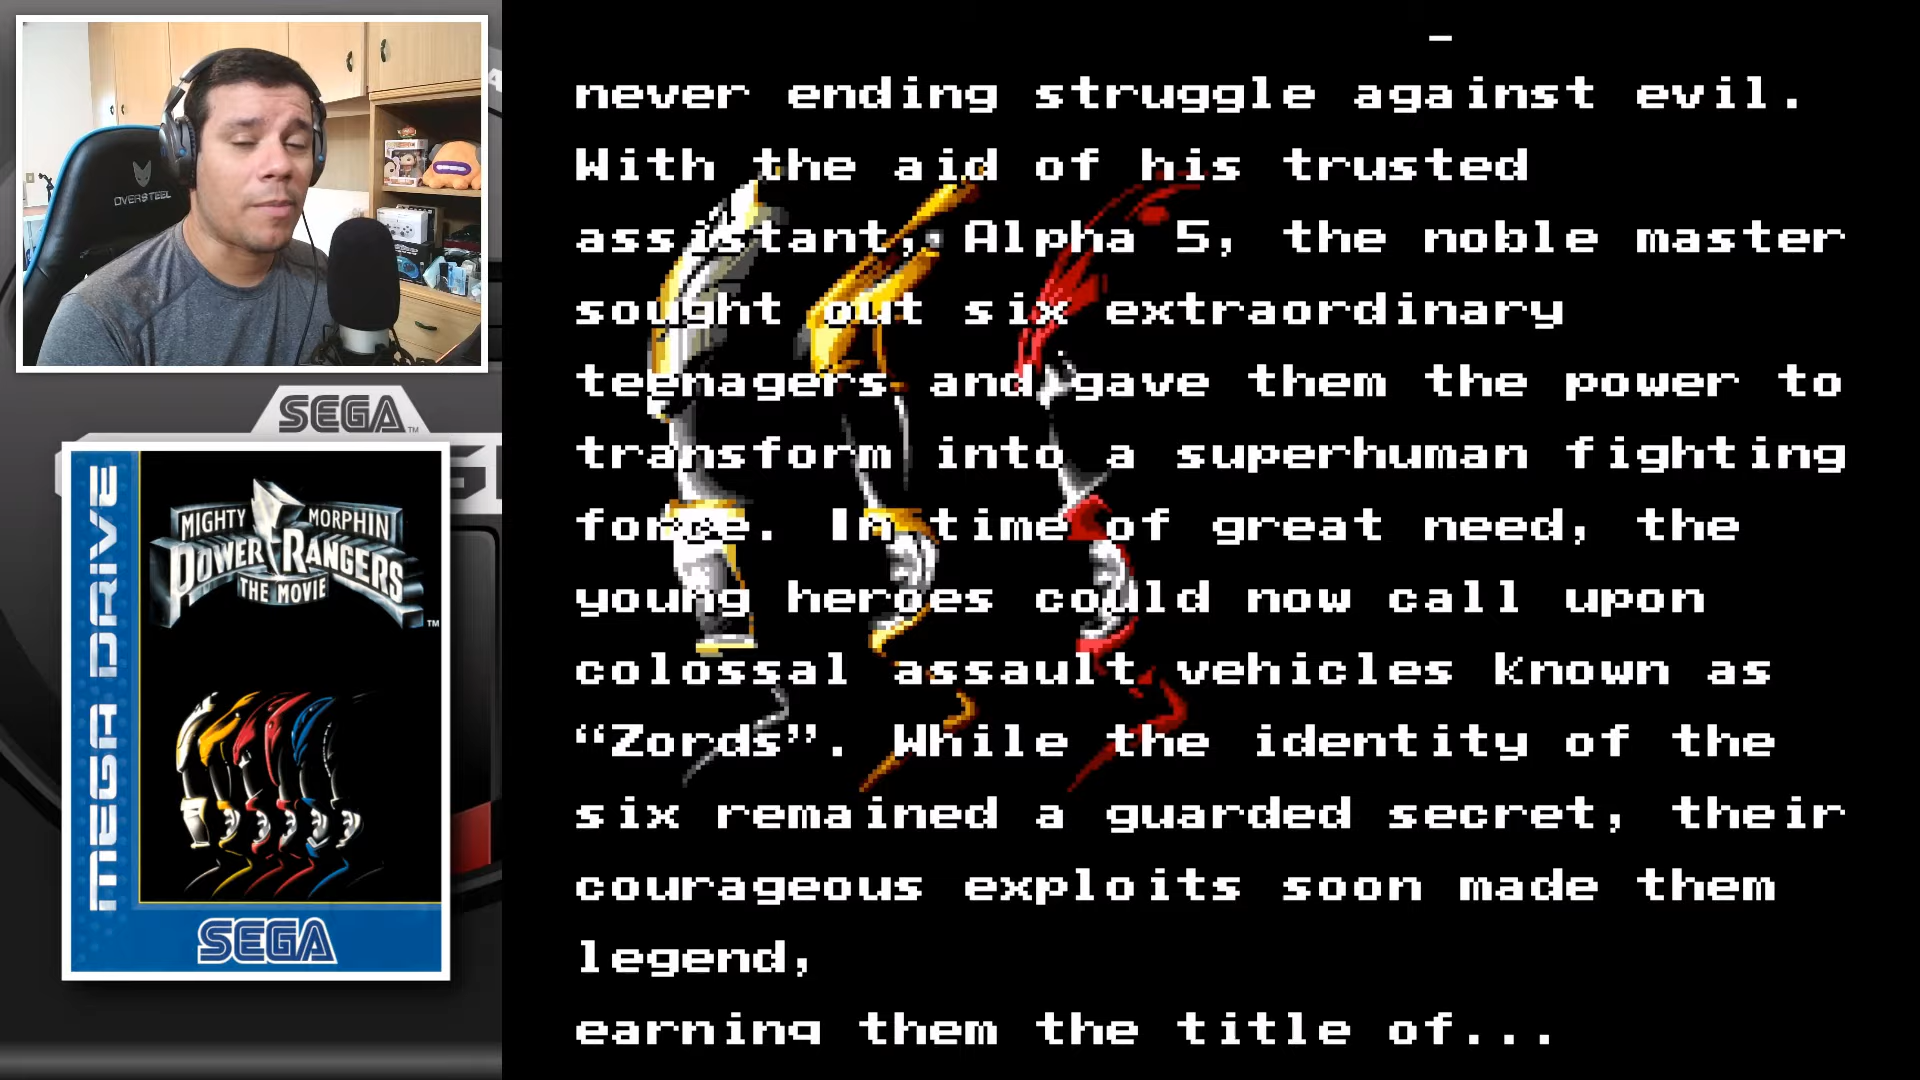 OVERSTEEL
SEGA™
MEGA DRIVE
MIGHTY MORPHIN
POWER RANGERS
THE MOVIE
™
SEGA
never ending struggle against evil.
With the aid of his trusted
assistant, Alpha 5, the noble master
sought out six extraordinary
teenagers and gave them the power to
transform into a superhuman fighting
force. In time of great need, the
young heroes could now call upon
colossal assault vehicles known as
“Zords”. While the identity of the
six remained a guarded secret, their
courageous exploits soon made them
legend,
earning them the title of...